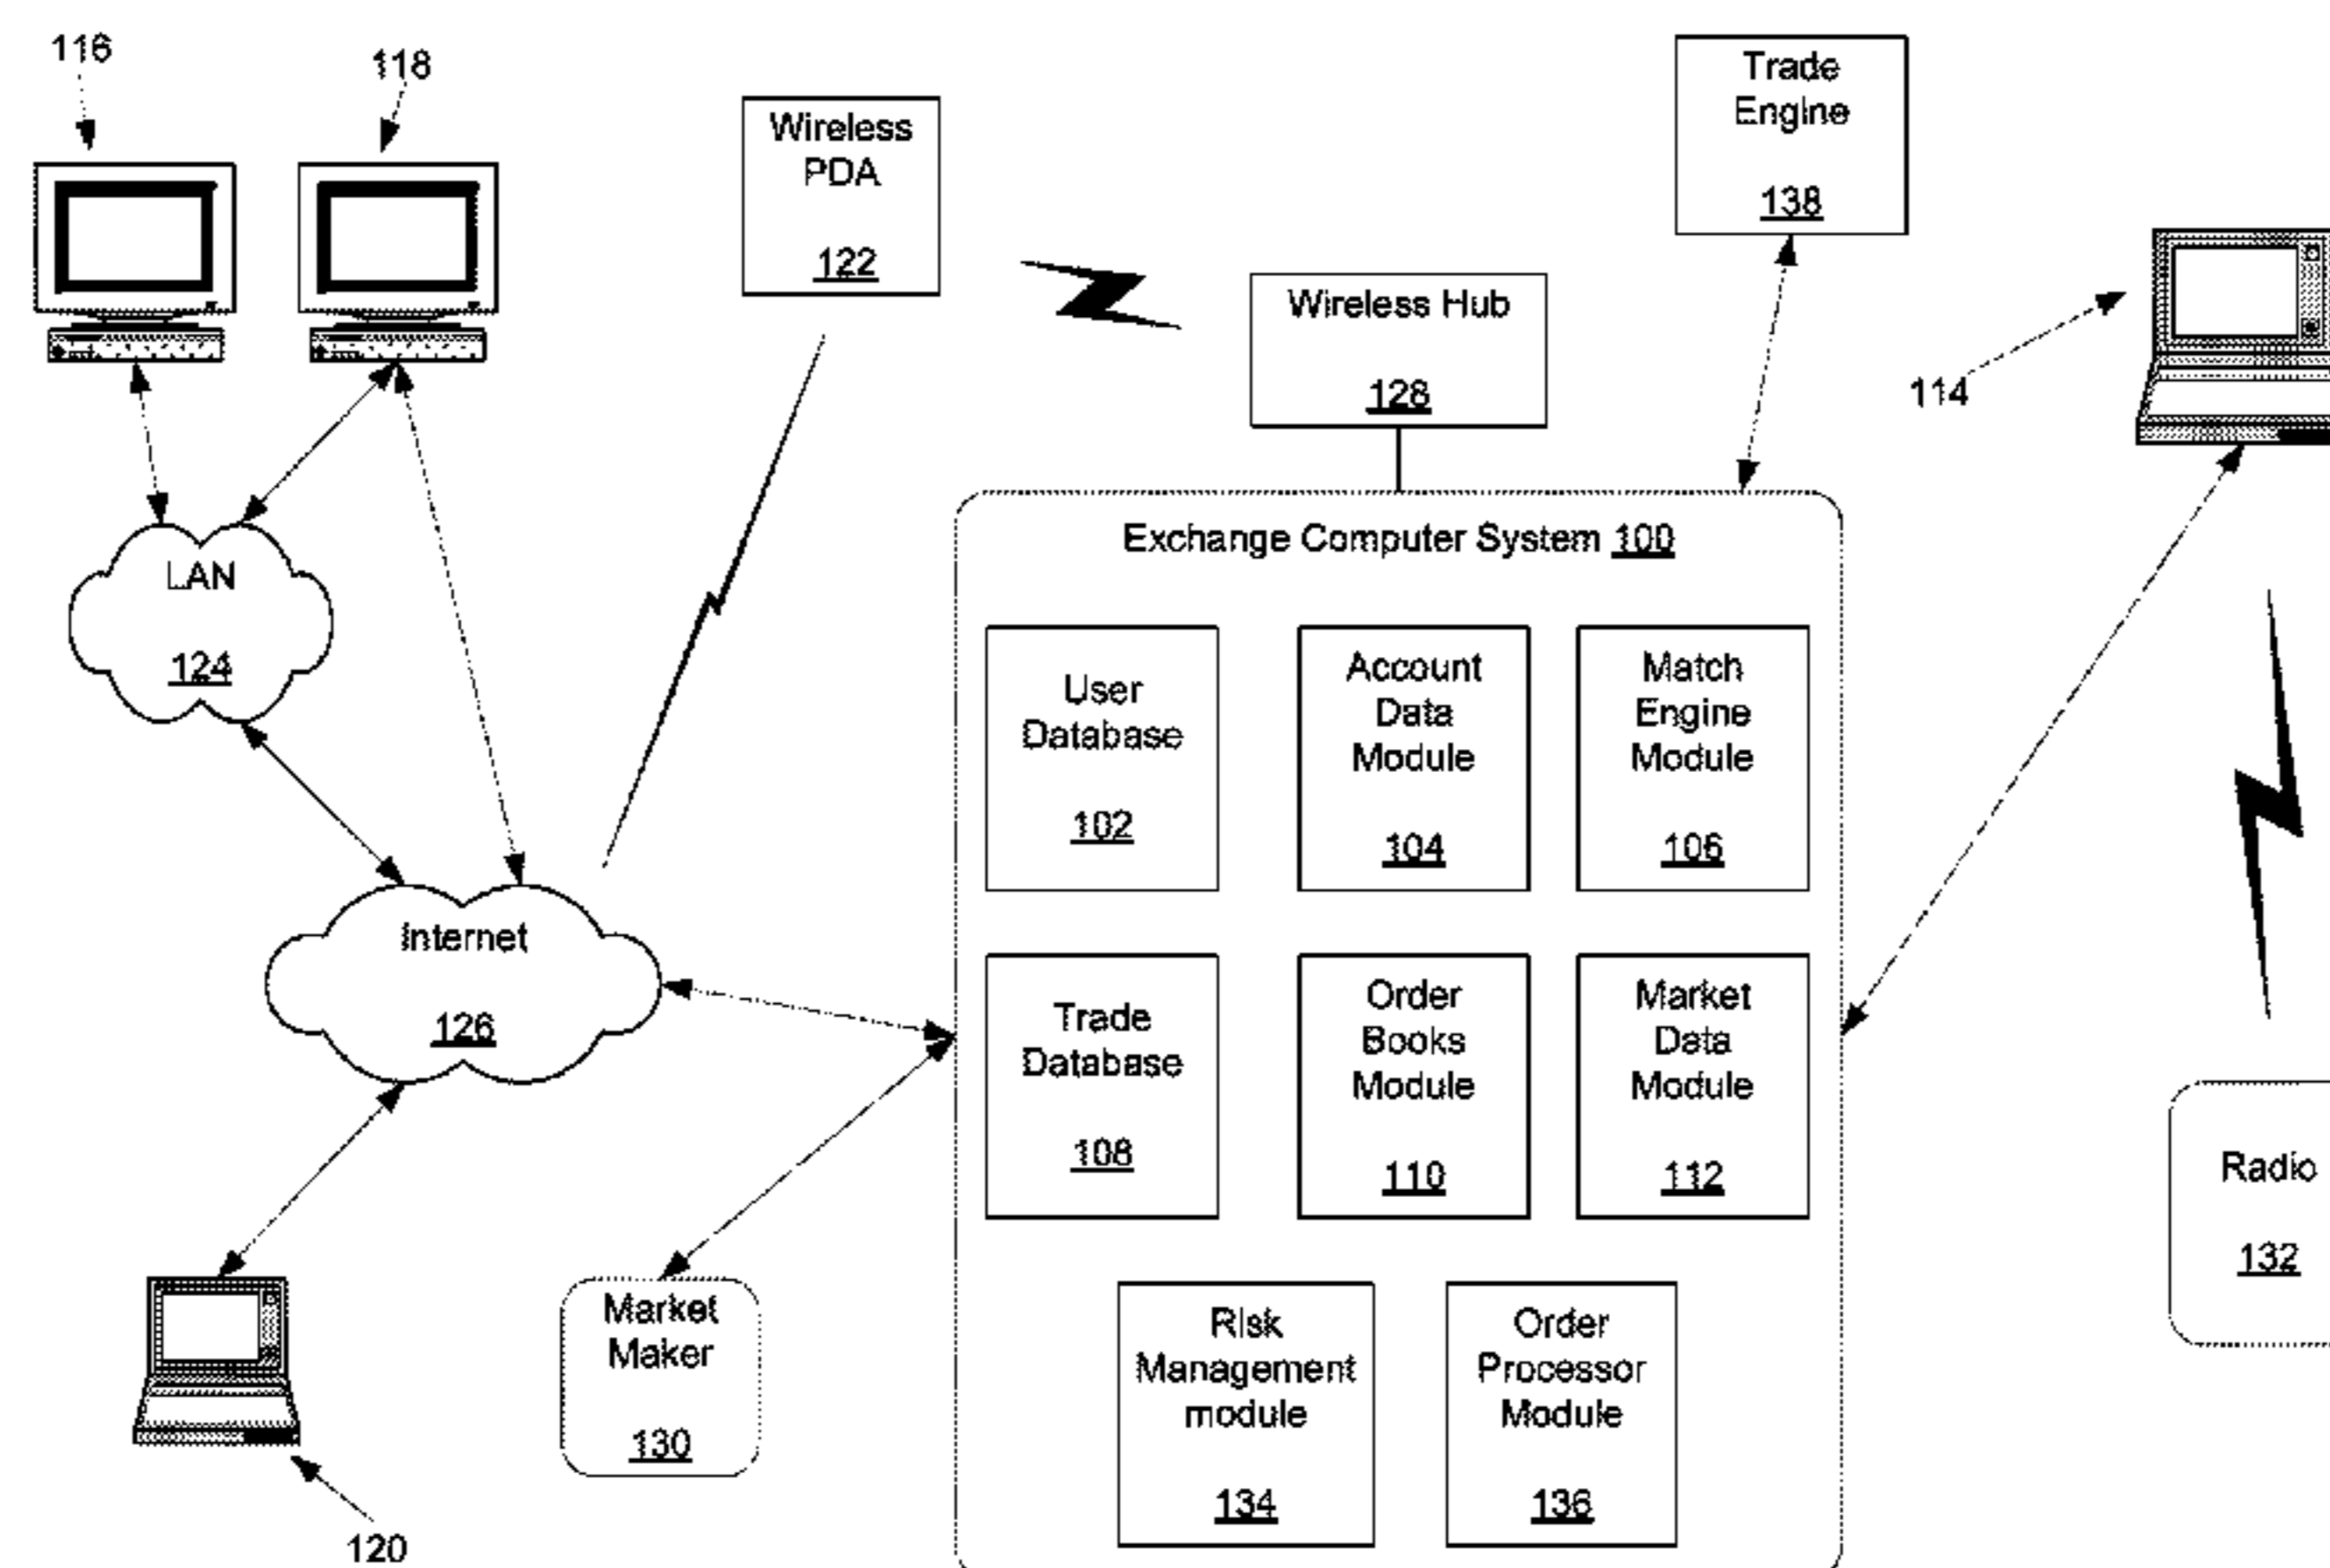 116
118
Wireless
PDA
122
Trade
Engine
138
Wireless Hub
128
114
LAN
124
Exchange Computer System 100
User
Database
102
Account
Data
Module
104
Match
Engine
Module
106
Internet
126
Trade
Database
108
Order
Books
Module
110
Market
Data
Module
112
Radio
132
Market
Maker
130
Risk
Management
module
134
Order
Processor
Module
136
120